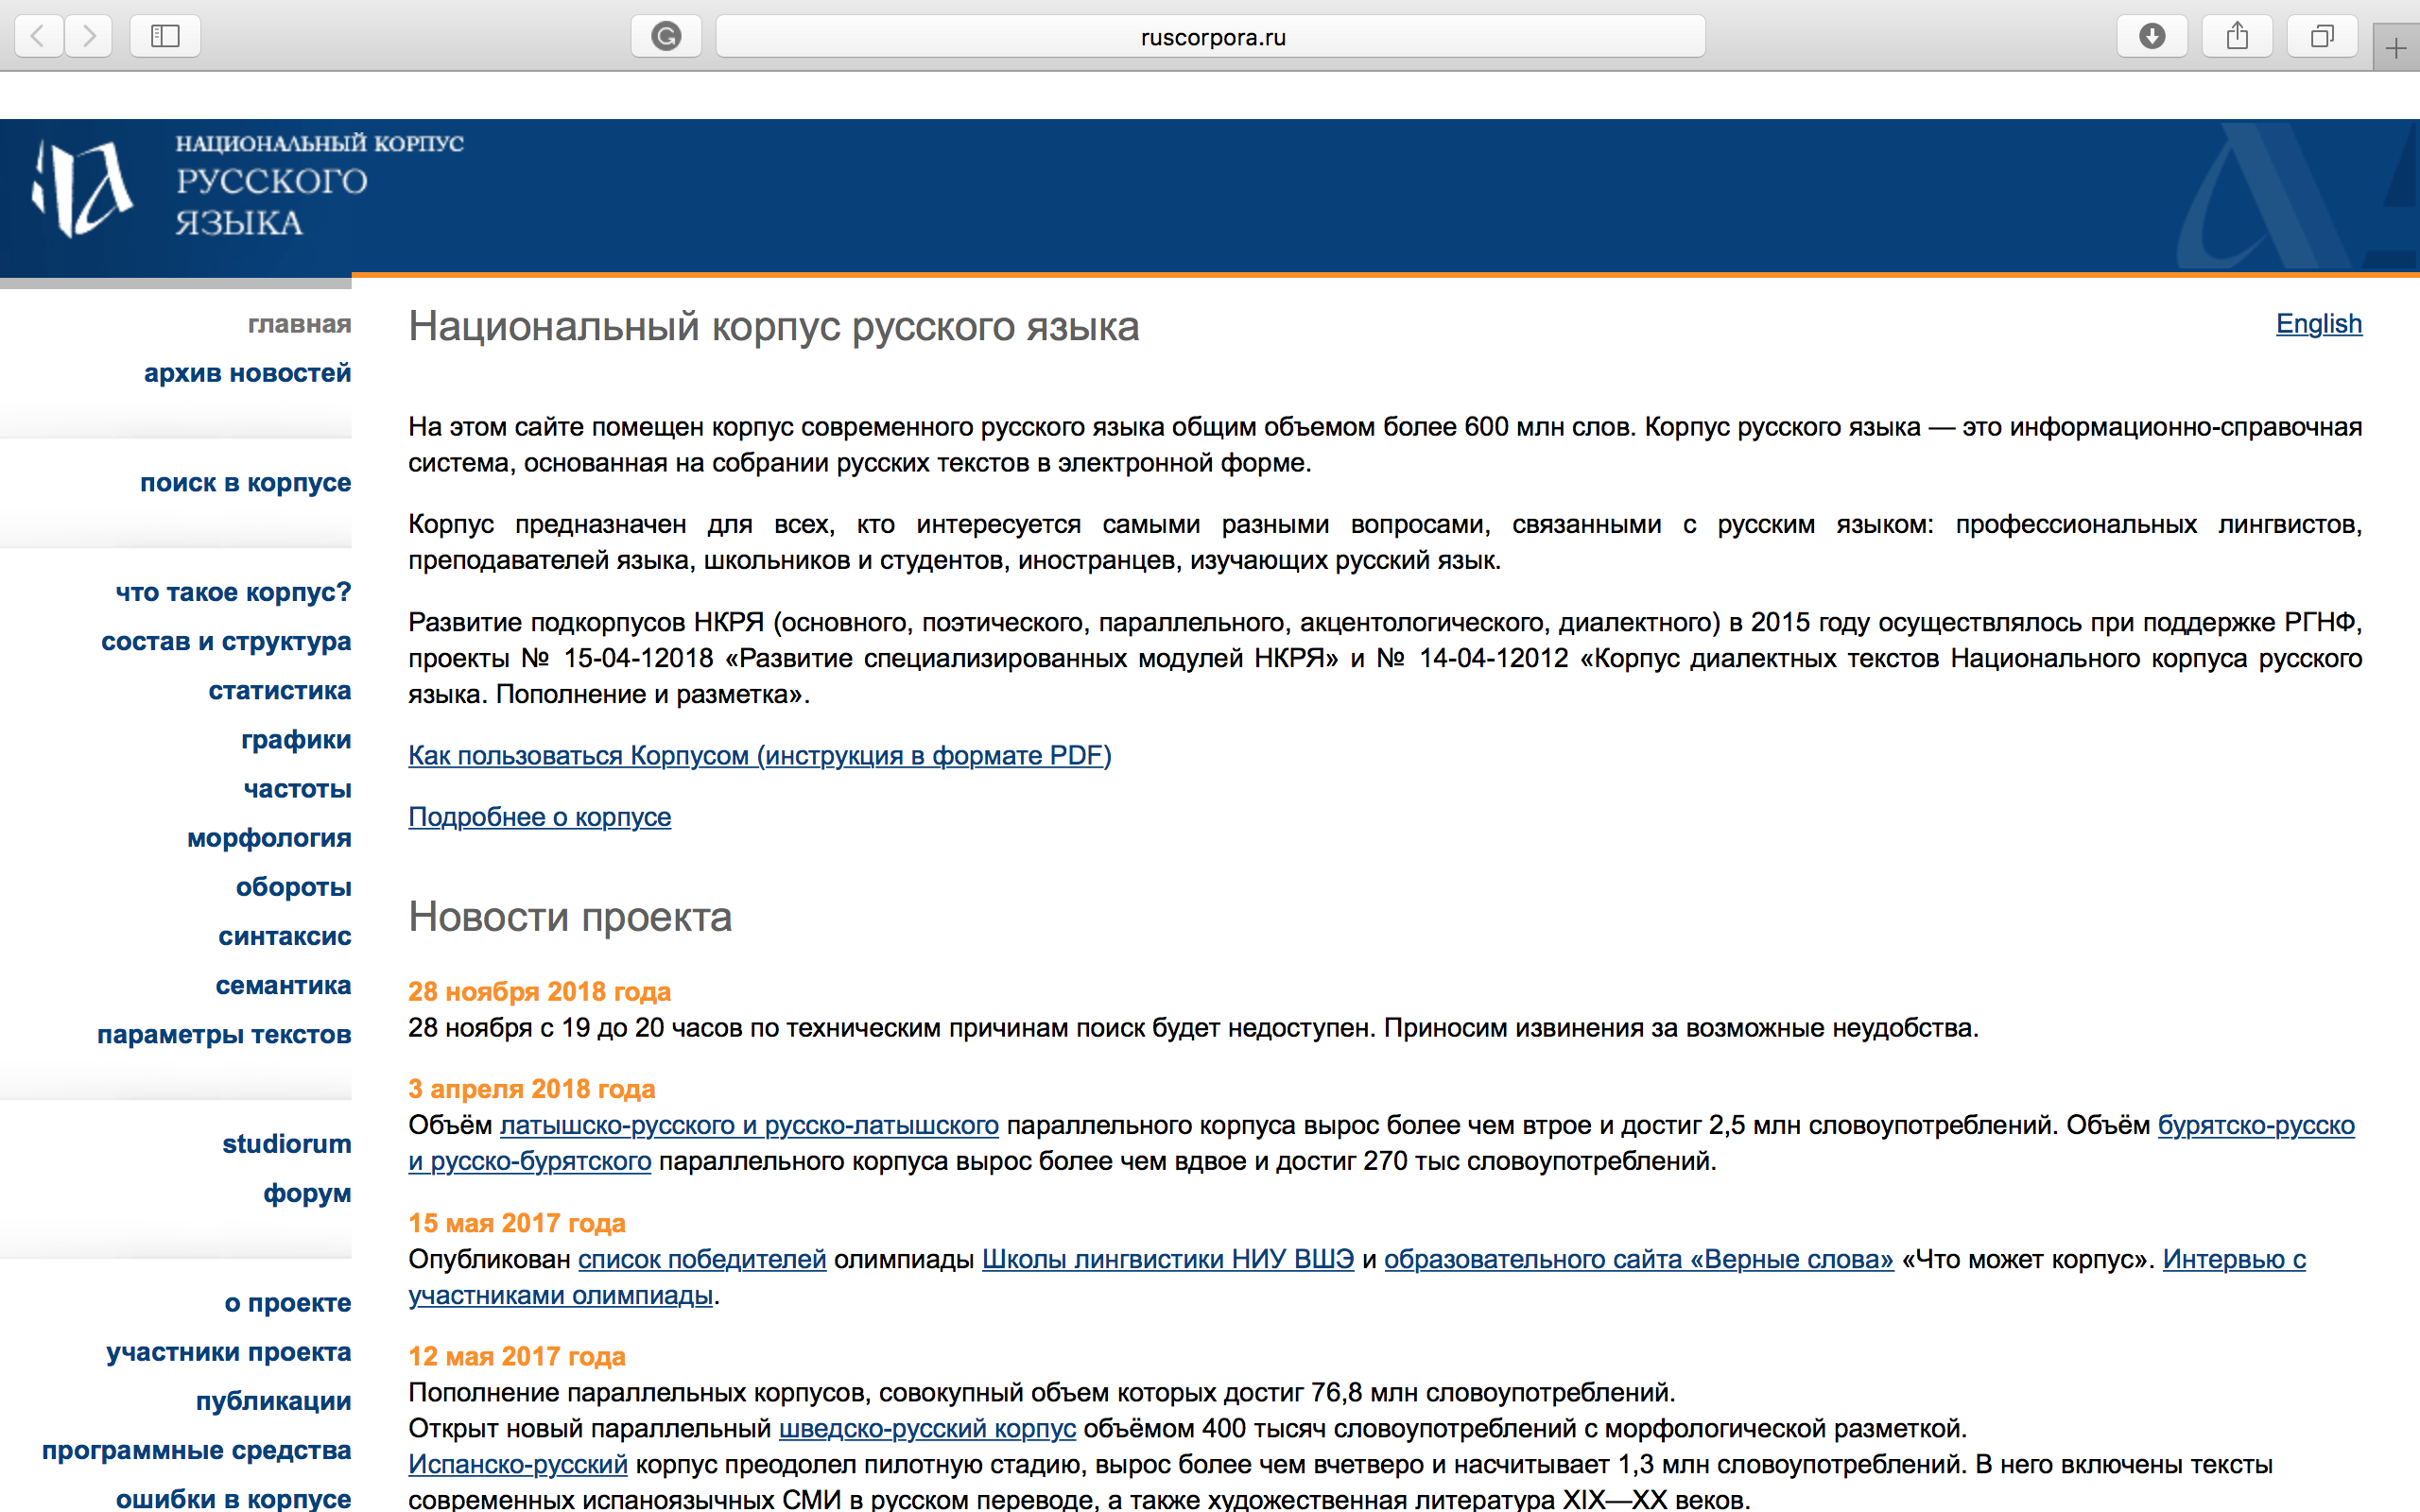 ruscorpora.ru
НАЦИОНАЛЬНЫЙ КОРПУС
РУССКОГО
ЯЗЫКА
главная
архив новостей
поиск в корпусе
что такое корпус?
состав и структура
статистика
графики
частоты
морфология
обороты
синтаксис
семантика
параметры текстов
studiorum
форум
о проекте
участники проекта
публикации
программные средства
ошибки в корпусе
Национальный корпус русского языка
English
На этом сайте помещен корпус современного русского языка общим объемом более 600 млн слов. Корпус русского языка — это информационно-справочная
система, основанная на собрании русских текстов в электронной форме.
Корпус предназначен для всех, кто интересуется самыми разными вопросами, связанными с русским языком: профессиональных лингвистов,
преподавателей языка, школьников и студентов, иностранцев, изучающих русский язык.
Развитие подкорпусов НКРЯ (основного, поэтического, параллельного, акцентологического, диалектного) в 2015 году осуществлялось при поддержке РГНФ,
проекты № 15-04-12018 «Развитие специализированных модулей НКРЯ» и № 14-04-12012 «Корпус диалектных текстов Национального корпуса русского
языка. Пополнение и разметка».
Как пользоваться Корпусом (инструкция в формате PDF)
Подробнее о корпусе
Новости проекта
28 ноября 2018 года
28 ноября с 19 до 20 часов по техническим причинам поиск будет недоступен. Приносим извинения за возможные неудобства.
3 апреля 2018 года
Объём латышско-русского и русско-латышского параллельного корпуса вырос более чем втрое и достиг 2,5 млн словоупотреблений. Объём бурятско-русско
и русско-бурятского параллельного корпуса вырос более чем вдвое и достиг 270 тыс словоупотреблений.
15 мая 2017 года
Опубликован список победителей олимпиады Школы лингвистики НИУ ВШЭ и образовательного сайта «Верные слова» «Что может корпус». Интервью с
участниками олимпиады.
12 мая 2017 года
Пополнение параллельных корпусов, совокупный объем которых достиг 76,8 млн словоупотреблений.
Открыт новый параллельный шведско-русский корпус объёмом 400 тысяч словоупотреблений с морфологической разметкой.
Испанско-русский корпус преодолел пилотную стадию, вырос более чем вчетверо и насчитывает 1,3 млн словоупотреблений. В него включены тексты
современных испаноязычных СМИ в русском переводе, а также художественная литература XIX—XX веков.